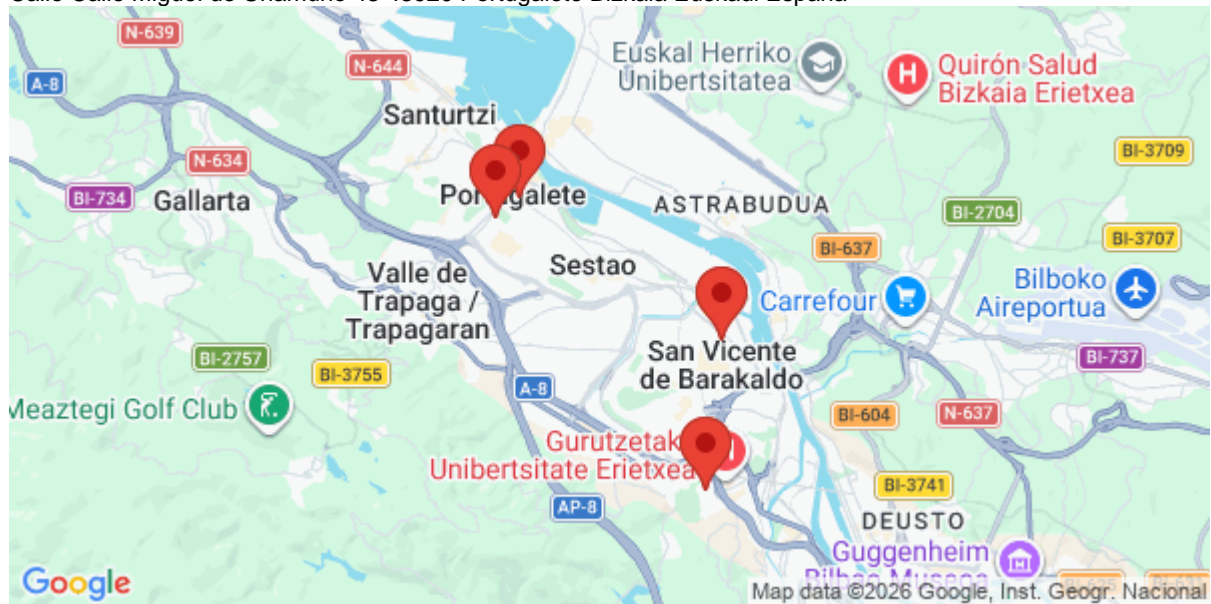 N-639
N-644
A-8
Santurtzi
Euskal Herriko
Unibertsitatea
Quirón Salud
Bizkaia Erietxea
N-634
BI-3709
BI-734
Gallarta
ASTRABUDUA
BI-2704
BI-637
BI-3707
Sestao
Valle de
Trapaga /
Trapagaran
Carrefour
Bilboko
Aireportua
San Vicente
de Barakaldo
BI-2757
BI-3755
BI-737
A-8
Meaztegi Golf Club
BI-604
N-637
Unibertsitate Erietxea
AP-8
BI-3741
DEUSTO
Guggenheim
Google
Map data ©2026 Google, Inst. Geogr. Nacional